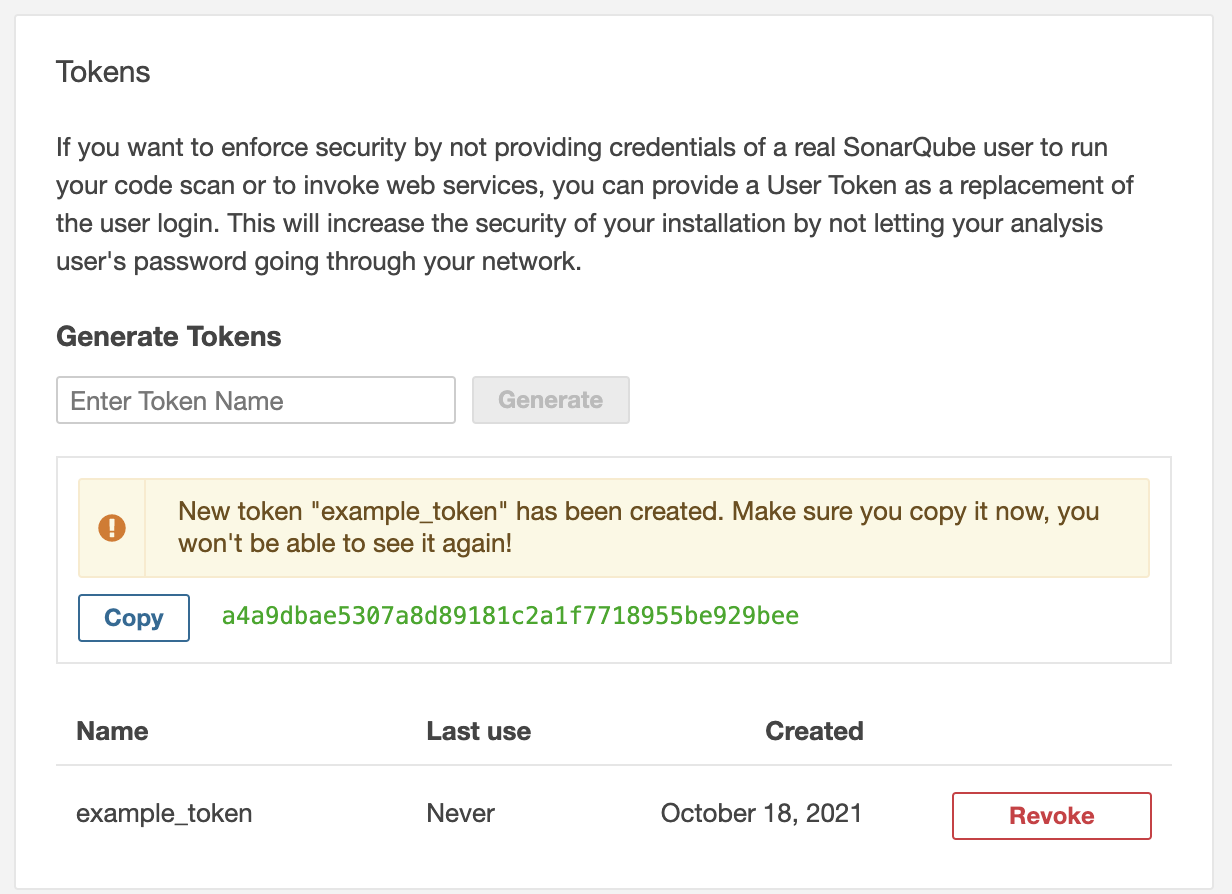 Tokens
If you want to enforce security by not providing credentials of a real SonarQube user to run
your code scan or to invoke web services, you can provide a User Token as a replacement of
the user login. This will increase the security of your installation by not letting your analysis
user's password going through your network.
Generate Tokens
Enter Token Name
Generate
New token "example_token" has been created. Make sure you copy it now, you
won't be able to see it again!
Copy a4a9dbae5307a8d89181c2a1f7718955be929bee
Name Last use Created
example_token Never October 18, 2021 Revoke